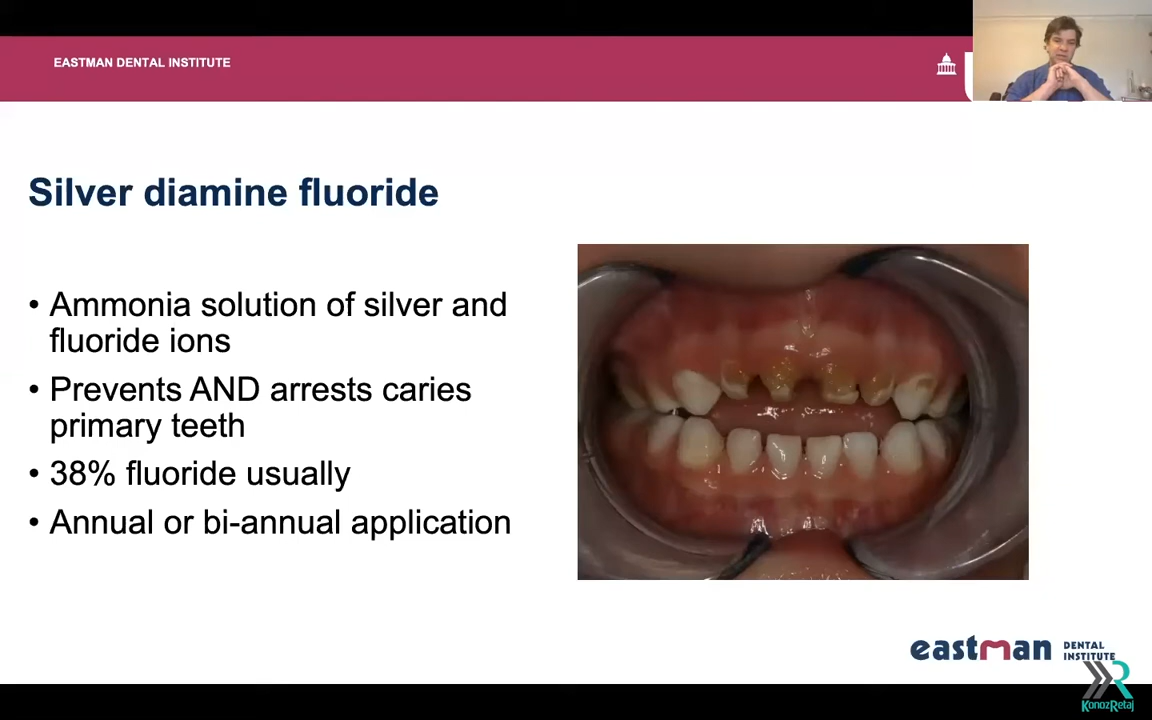 EASTMAN DENTAL INSTITUTE
Silver diamine fluoride
• Ammonia solution of silver and
fluoride ions
• Prevents AND arrests caries
primary teeth
• 38% fluoride usually
• Annual or bi-annual application
eastman DENTAL
INSTITUTE
KonozRetaj